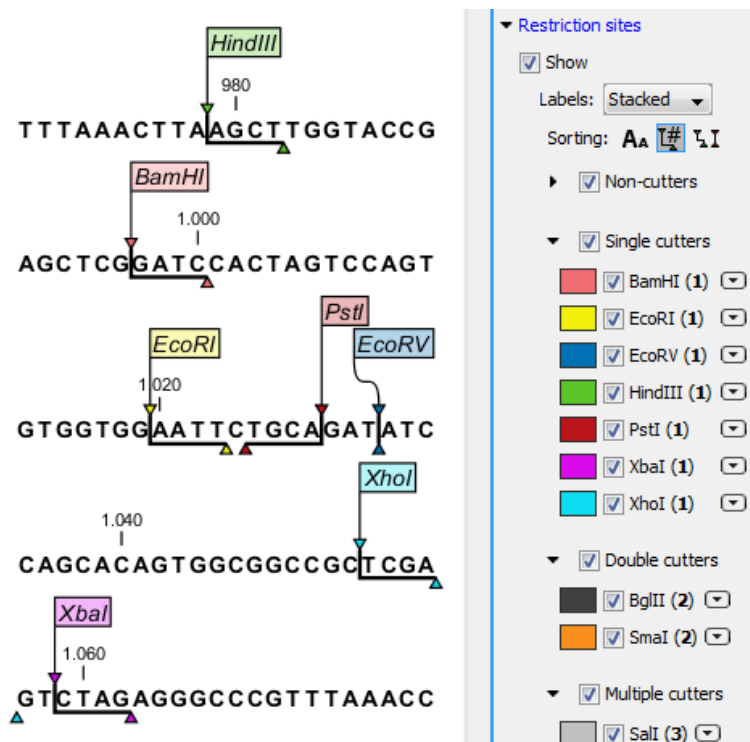 HindIII
980
TTTAAACTTAAGCTTGGTACCG
BamHI
1.000
AGCTCGGATCCACTAGTCCAGT
PstI
EcoRI
EcoRV
1.020
GTGGTGGAATTCTGCAGATATC
XhoI
1.040
CAGCACAGTGGCGGCCGCTCGA
XbaI
1.060
GTCTAGAGGGCCCGTTTAAACC
Restriction sites
Show
Labels: Stacked
Sorting: AA #
Non-cutters
Single cutters
BamHI (1)
EcoRI (1)
EcoRV (1)
HindIII (1)
PstI (1)
XbaI (1)
XhoI (1)
Double cutters
BglII (2)
SmaI (2)
Multiple cutters
SalI (3)